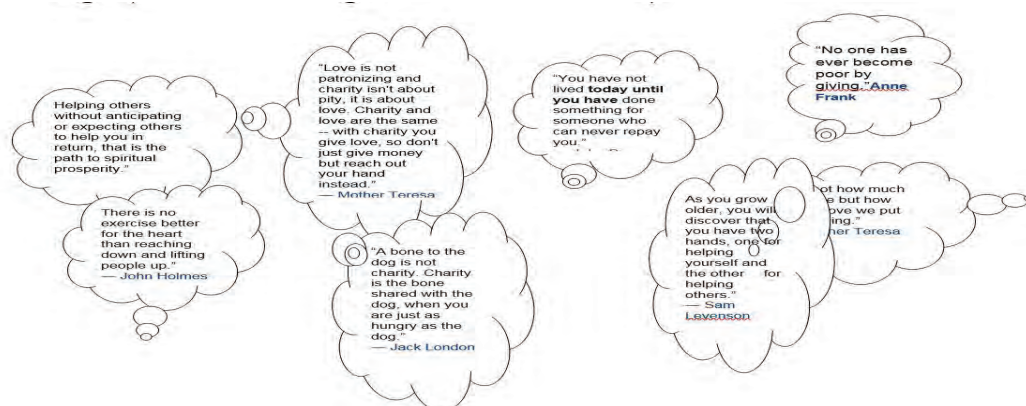 Helping others
without anticipating
or expecting others
to help you in
return, that is the
path to spiritual
prosperity."
"Love is not
patronizing and
charity isn't about
pity, it is about
love. Charity and
love are the same
-- with charity you
give love, so don't
just give money
but reach out
your hand
instead."
— Mother Teresa
"You have not
lived today until
you have done
something for
someone who
can never repay
you."
"No one has
ever become
poor by
giving."Anne
Frank
There is no
exercise better
for the heart
than reaching
down and lifting
people up."
— John Holmes
"A bone to the
dog is not
charity. Charity
is the bone
shared with the
dog, when you
are just as
hungry as the
dog."
— Jack London
As you grow
older, you will
discover that
you have two
hands, one for
helping
yourself and
the other for
helping
others."
— Sam
Levenson
how much
but how
we put
Teresa